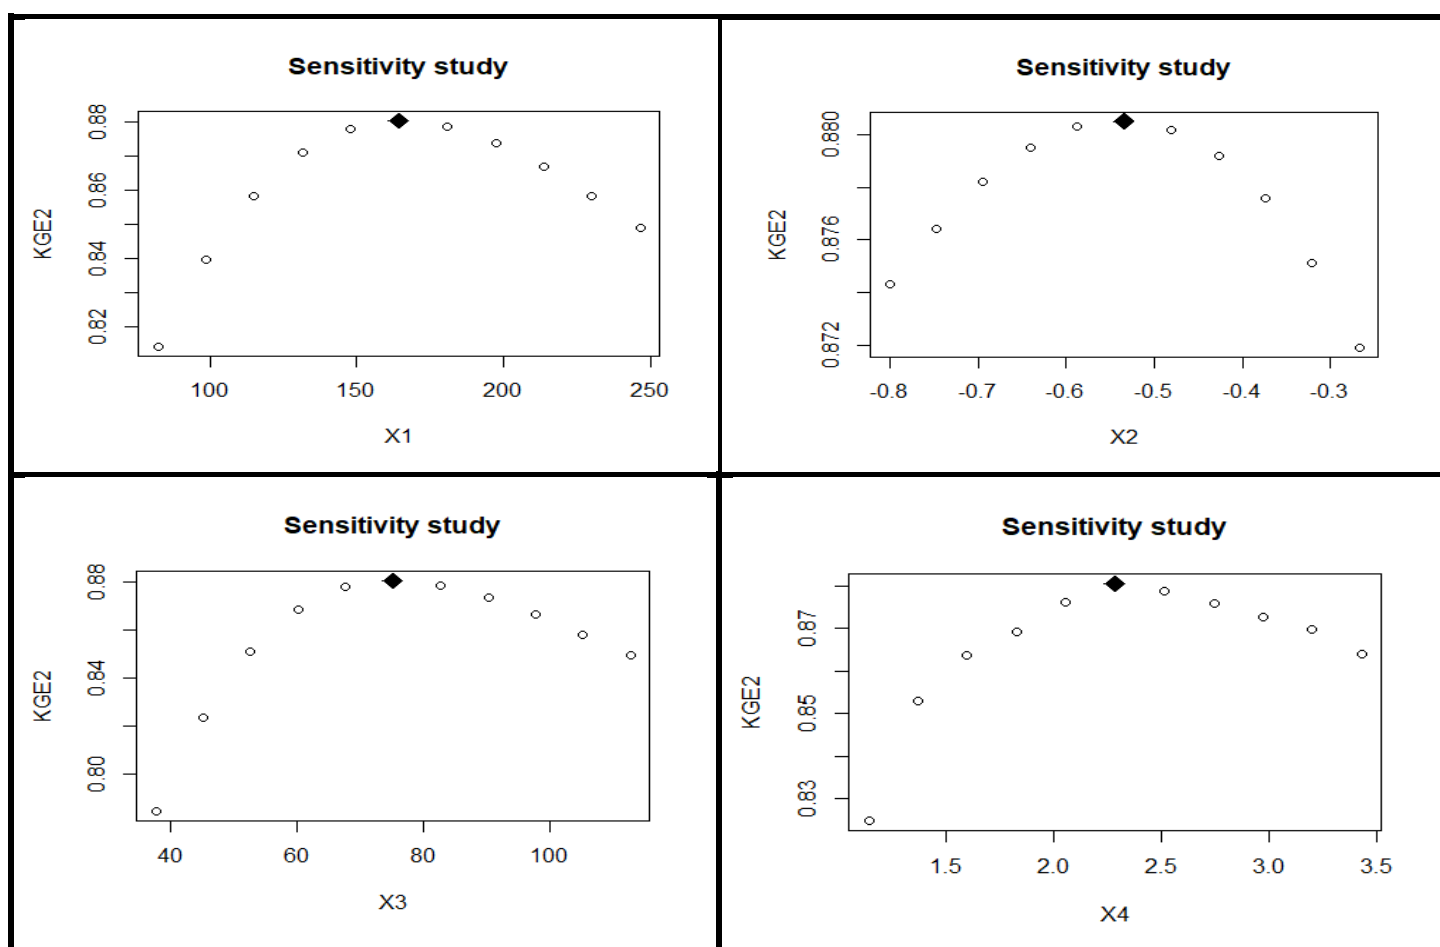 Sensitivity study
KGE2
0.82 0.84 0.86 0.88
100 150 200 250
X1
Sensitivity study
KGE2
0.872 0.876 0.880
-0.8 -0.7 -0.6 -0.5 -0.4 -0.3
X2
Sensitivity study
KGE2
0.80 0.84 0.88
40 60 80 100
X3
Sensitivity study
KGE2
0.83 0.85 0.87
1.5 2.0 2.5 3.0 3.5
X4